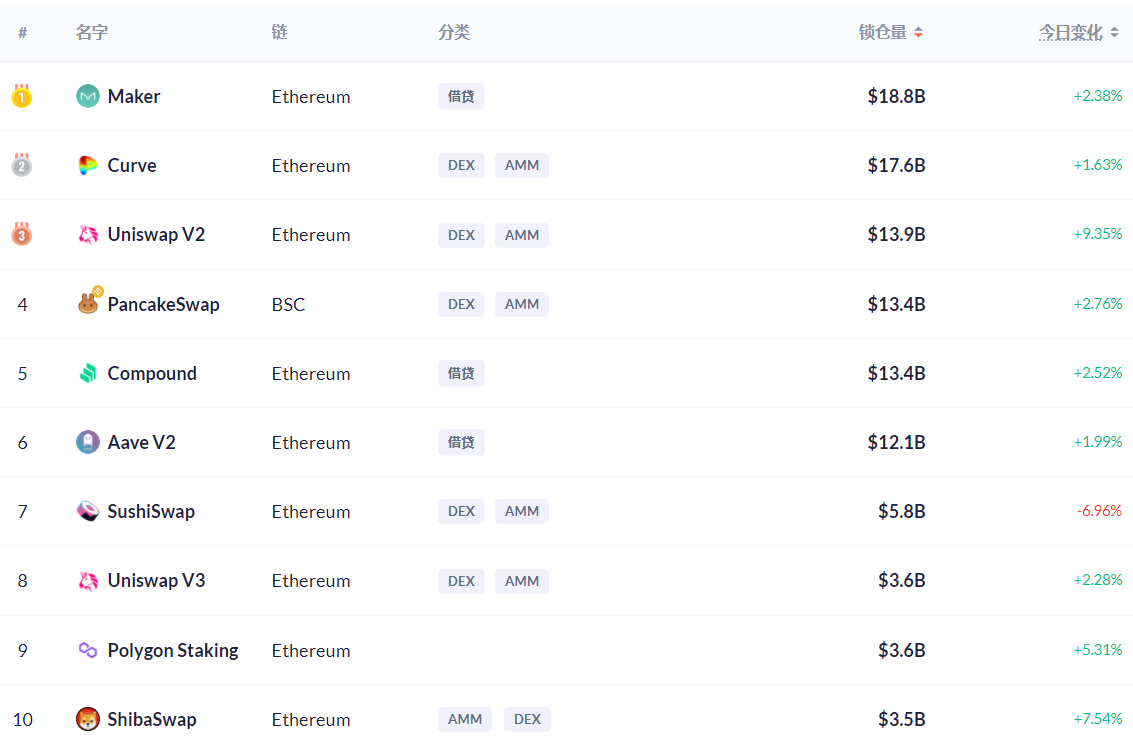 # 名字 链 分类 锁仓量 今日变化
1 Maker Ethereum 借贷 $18.8B +2.38%
2 Curve Ethereum DEX AMM $17.6B +1.63%
3 Uniswap V2 Ethereum DEX AMM $13.9B +9.35%
4 PancakeSwap BSC DEX AMM $13.4B +2.76%
5 Compound Ethereum 借贷 $13.4B +2.52%
6 Aave V2 Ethereum 借贷 $12.1B +1.99%
7 SushiSwap Ethereum DEX AMM $5.8B -6.96%
8 Uniswap V3 Ethereum DEX AMM $3.6B +2.28%
9 Polygon Staking Ethereum $3.6B +5.31%
10 ShibaSwap Ethereum AMM DEX $3.5B +7.54%